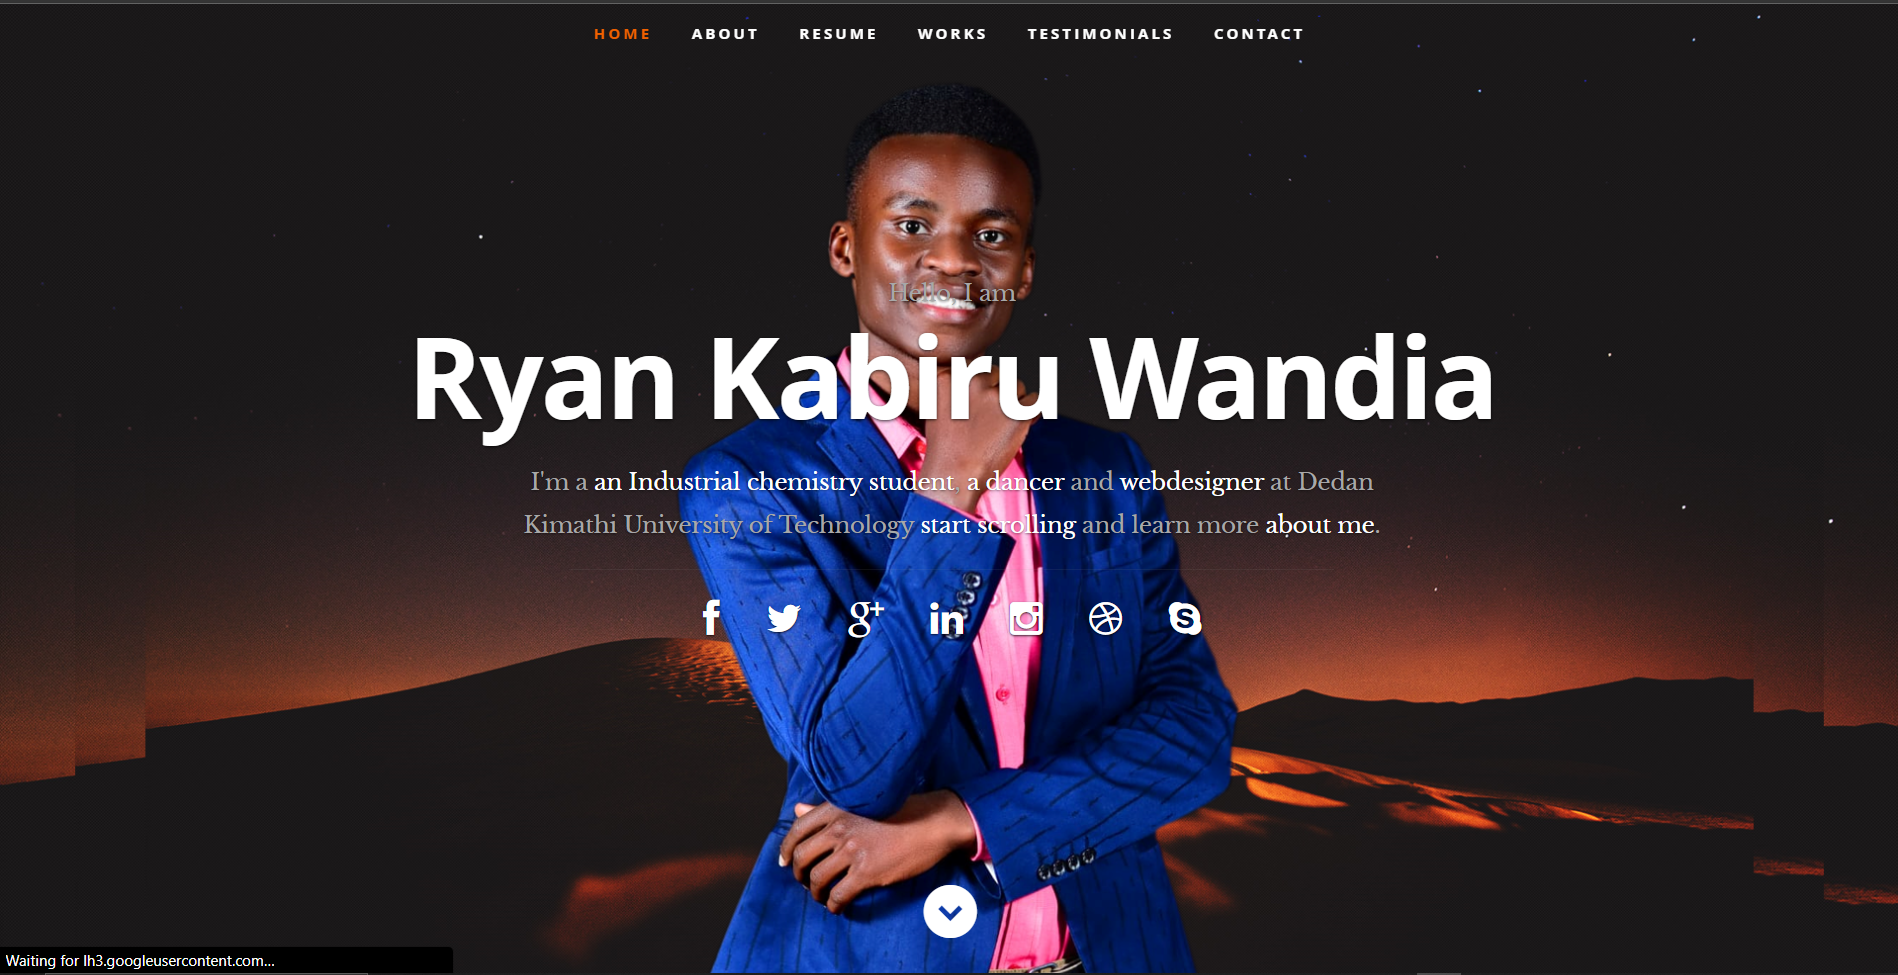 HOME ABOUT RESUME WORKS TESTIMONIALS CONTACT
Hello, I am
Ryan Kabiru Wandia
I'm a an Industrial chemistry student, a dancer and webdesigner at Dedan
Kimathi University of Technology start scrolling and learn more about me.
Waiting for lh3.googleusercontent.com...